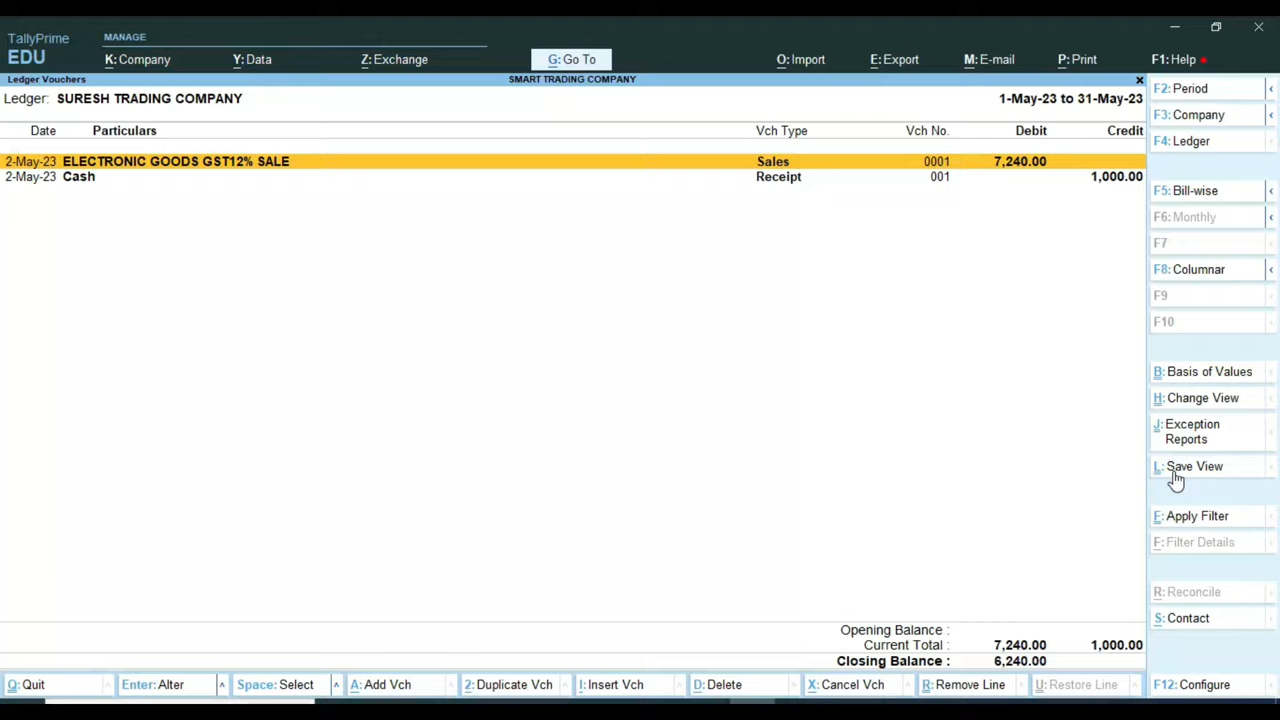 TallyPrime
EDU
MANAGE
K: Company
Y: Data
Z: Exchange
G: Go To
O: Import
E: Export
M: E-mail
P: Print
F1: Help
Ledger Vouchers
SMART TRADING COMPANY
Ledger: SURESH TRADING COMPANY
1-May-23 to 31-May-23
Date Particulars Vch Type Vch No. Debit Credit
2-May-23 ELECTRONIC GOODS GST12% SALE Sales 0001 7,240.00
2-May-23 Cash Receipt 001 1,000.00
Opening Balance :
Current Total : 7,240.00 1,000.00
Closing Balance : 6,240.00
F2: Period
F3: Company
F4: Ledger
F5: Bill-wise
F6: Monthly
F7
F8: Columnar
F9
F10
B: Basis of Values
H: Change View
J: Exception
Reports
L: Save View
F: Apply Filter
F: Filter Details
R: Reconcile
S: Contact
Q: Quit
Enter: Alter
Space: Select
A: Add Vch
2: Duplicate Vch
I: Insert Vch
D: Delete
X: Cancel Vch
R: Remove Line
U: Restore Line
F12: Configure